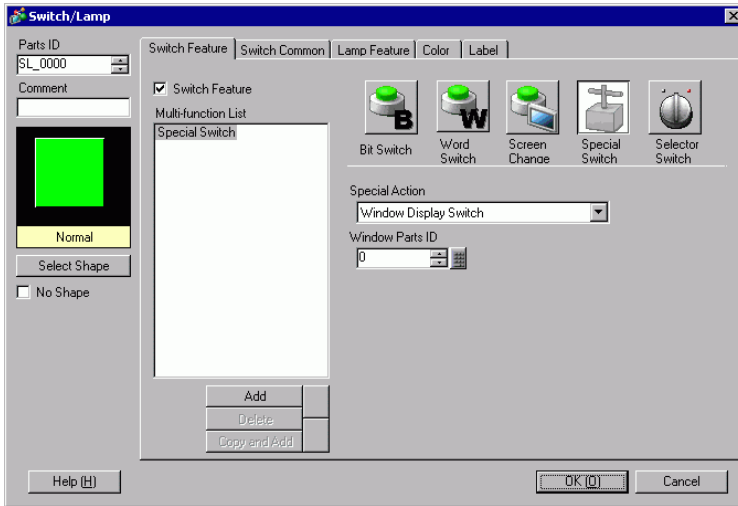 Switch/Lamp
Parts ID
SL_0000
Comment
Normal
Select Shape
No Shape
Switch Feature
Switch Common
Lamp Feature
Color
Label
Switch Feature
Multi-function List
Special Switch
Add
Delete
Copy and Add
B
Bit Switch
W
Word
Switch
Screen
Change
Special
Switch
Selector
Switch
Special Action
Window Display Switch
Window Parts ID
0
Help (H)
OK (O)
Cancel